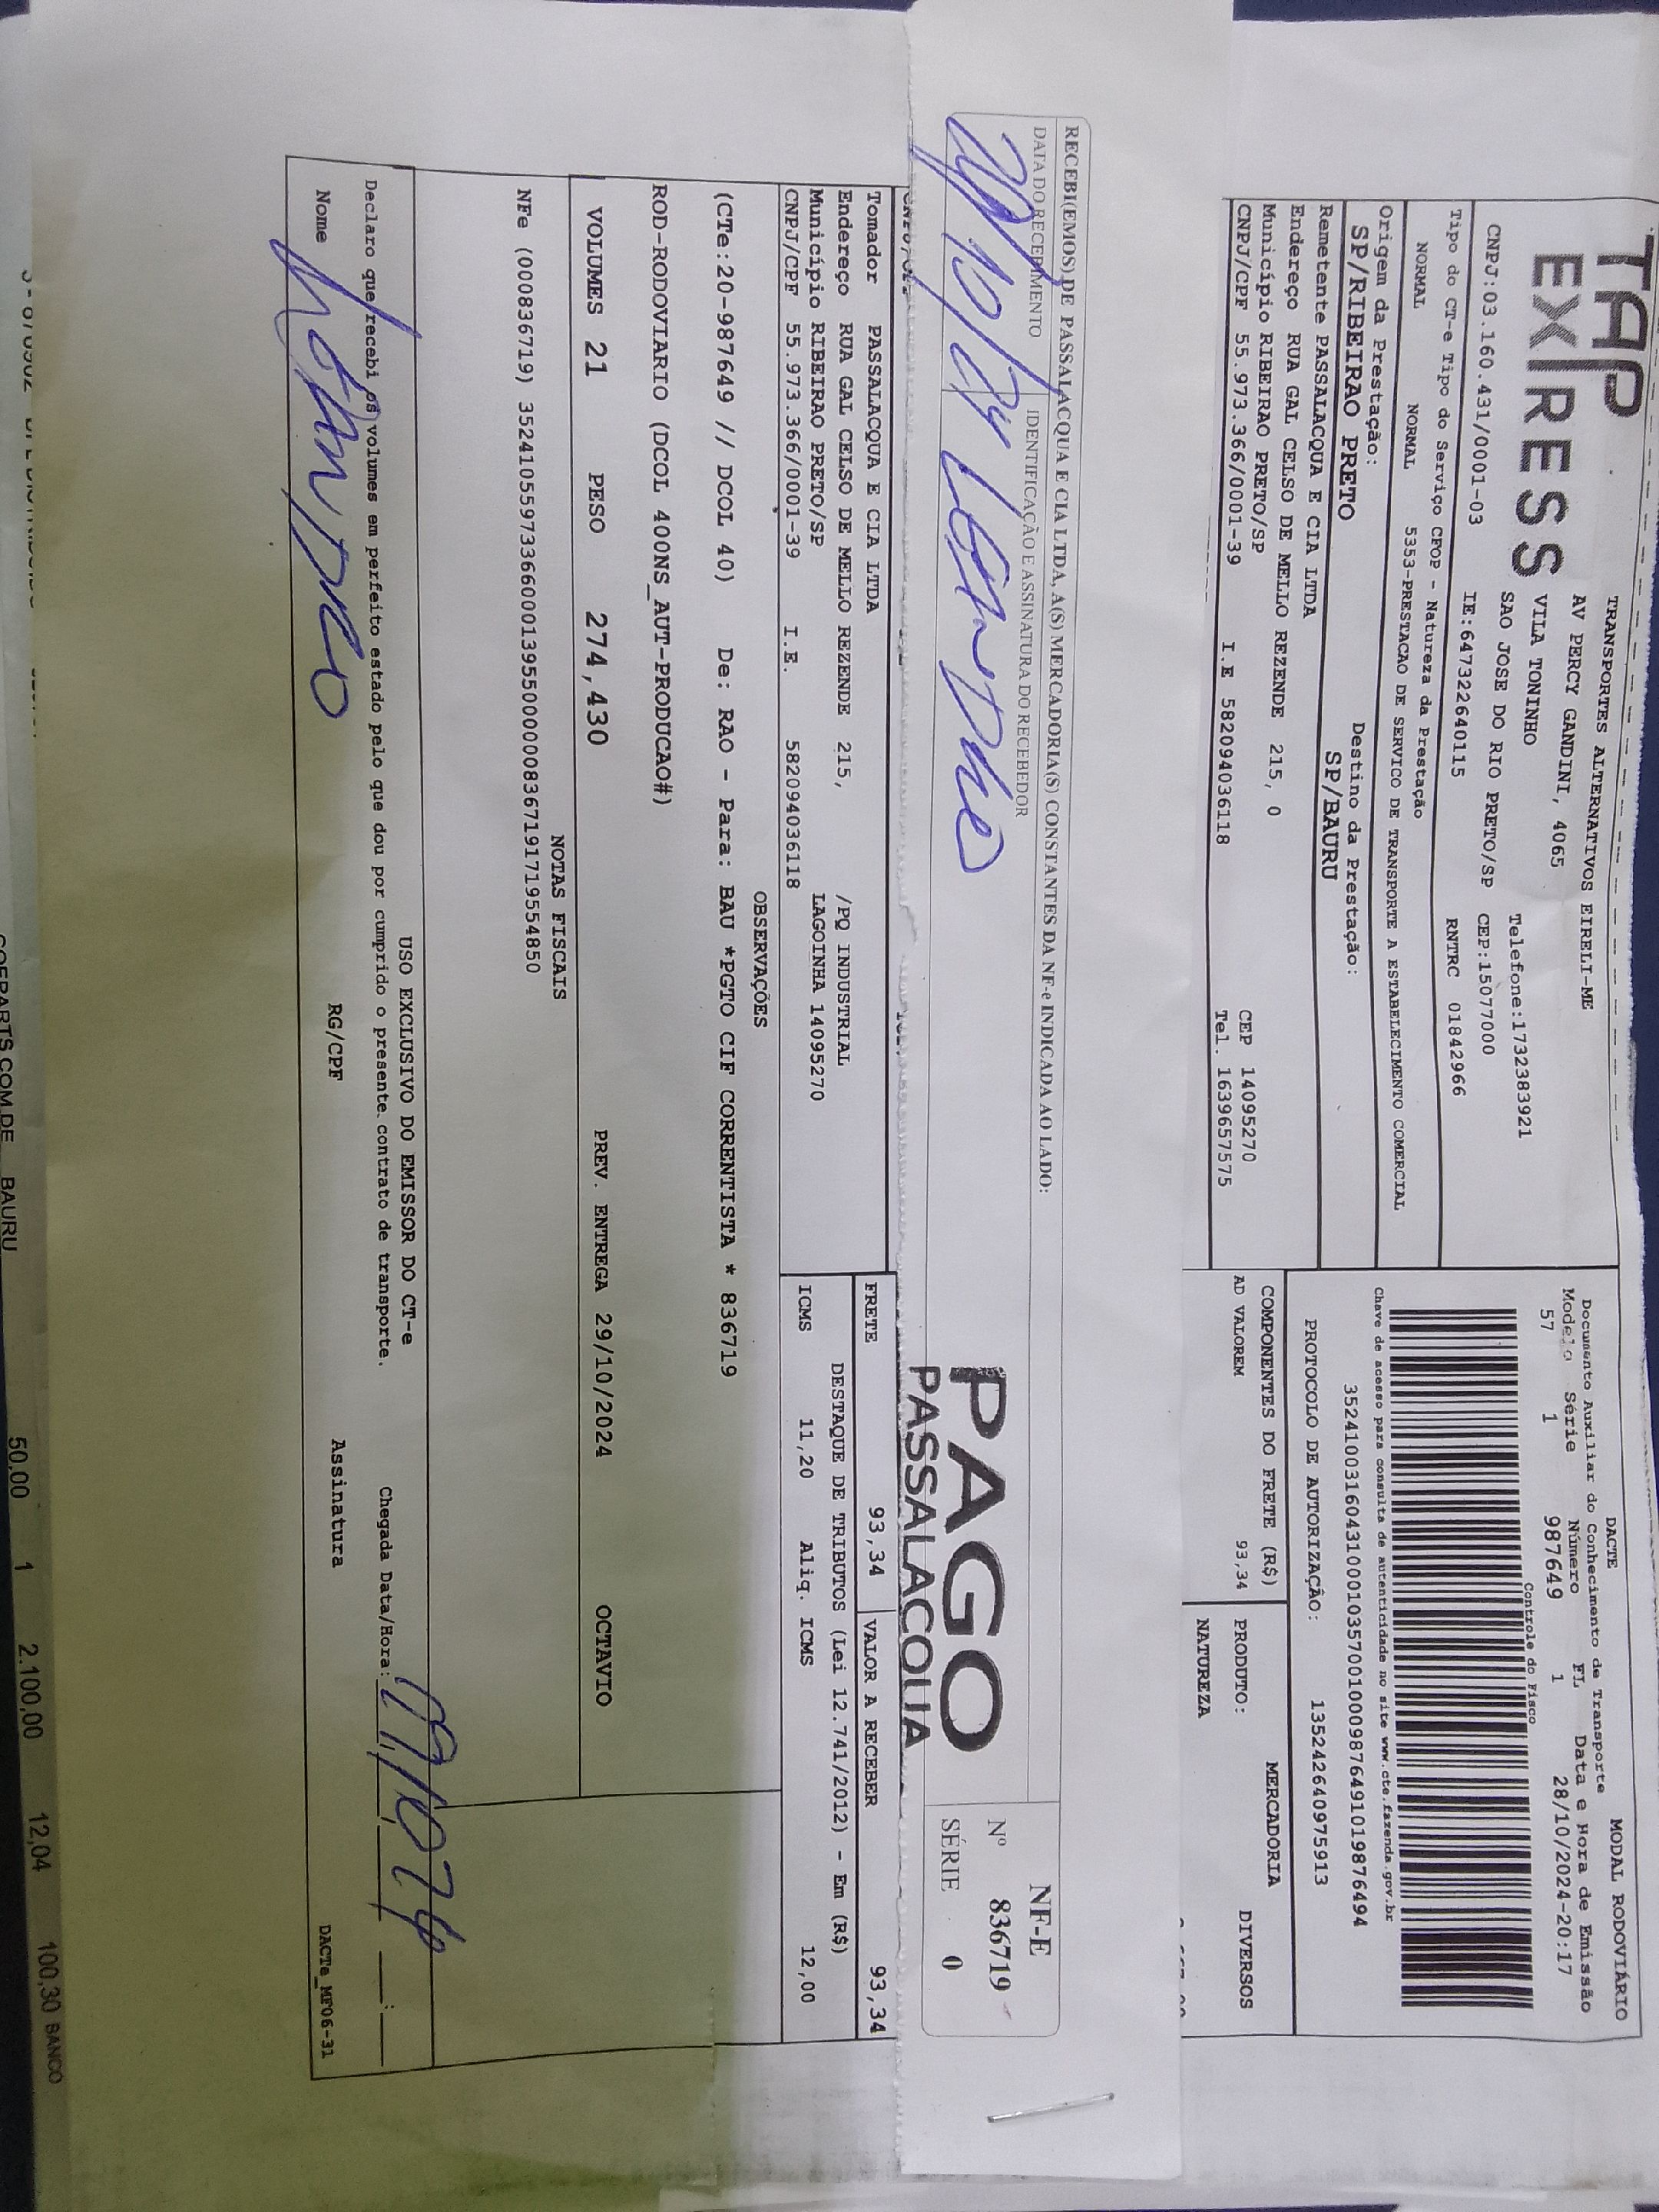 TAP
EXPRESS
TRANSPORTES ALTERNATIVOS EIRELI-ME
AV PERCY GANDINI, 4065
VILA TONINHO
SAO JOSE DO RIO PRETO/SP CEP:15077000
Telefone:1732383921
CNPJ:03.160.431/0001-03 IE:647322640115 RNTRC 01842966
Tipo do CT-e Tipo do Serviço CFOP - Natureza da Prestação
NORMAL NORMAL 5353-PRESTACAO DE SERVICO DE TRANSPORTE A ESTABELECIMENTO COMERCIAL
Origem da Prestação: Destino da Prestação:
SP/RIBEIRAO PRETO SP/BAURU
Remetente PASSALACQUA E CIA LTDA
Endereço RUA GAL CELSO DE MELLO REZENDE 215, 0
Município RIBEIRAO PRETO/SP CEP 14095270
CNPJ/CPF 55.973.366/0001-39 I.E 582094036118 Tel. 1639657575
DACTE MODAL RODOVIÁRIO
Documento Auxiliar do Conhecimento de Transporte
Modelo Série Número FL Data e Hora de Emissão
57 1 987649 1 28/10/2024-20:17
Controle do Fisco
Chave de acesso para consulta de autenticidade no site www.cte.fazenda.gov.br
35241003160431000103570010009876491019876494
PROTOCOLO DE AUTORIZAÇÃO: 135242640975913
COMPONENTES DO FRETE (R$)
AD VALOREM 93,34
MERCADORIA
PRODUTO: DIVERSOS
NATUREZA
RECEBI(EMOS) DE PASSALACQUA E CIA LTDA, A(S) MERCADORIA(S) CONSTANTES DA NF-e INDICADA AO LADO:
DATA DO RECEBIMENTO IDENTIFICAÇÃO E ASSINATURA DO RECEBEDOR
29/10/24 Leandro
NF-E
Nº 836719
SÉRIE 0
PAGO
PASSALACQUA
Tomador PASSALACQUA E CIA LTDA
Endereço RUA GAL CELSO DE MELLO REZENDE 215, /PQ INDUSTRIAL
Município RIBEIRAO PRETO/SP LAGOINHA 14095270
CNPJ/CPF 55.973.366/0001-39 I.E. 582094036118
FRETE 93,34 VALOR A RECEBER 93,34
DESTAQUE DE TRIBUTOS (Lei 12.741/2012) - Em (R$)
ICMS 11,20 Aliq. ICMS 12,00
OBSERVAÇÕES
(CTe:20-987649 // DCOL 40) De: RAO - Para: BAU *PGTO CIF CORRENTISTA * 836719
ROD-RODOVIARIO (DCOL 400NS_AUT-PRODUCAO#)
VOLUMES 21 PESO 274,430 PREV. ENTREGA 29/10/2024 OCTAVIO
NOTAS FISCAIS
NFe (000836719) 35241055973366000139550000008367191719554850
USO EXCLUSIVO DO EMISSOR DO CT-e
Declaro que recebi os volumes em perfeito estado pelo que dou por cumprido o presente contrato de transporte. Chegada Data/Hora:
Nome Leandro RG/CPF Assinatura DACTe_MF06-31
BAURU 50,00 1 2.100,00 12,04 100,30 BANCO